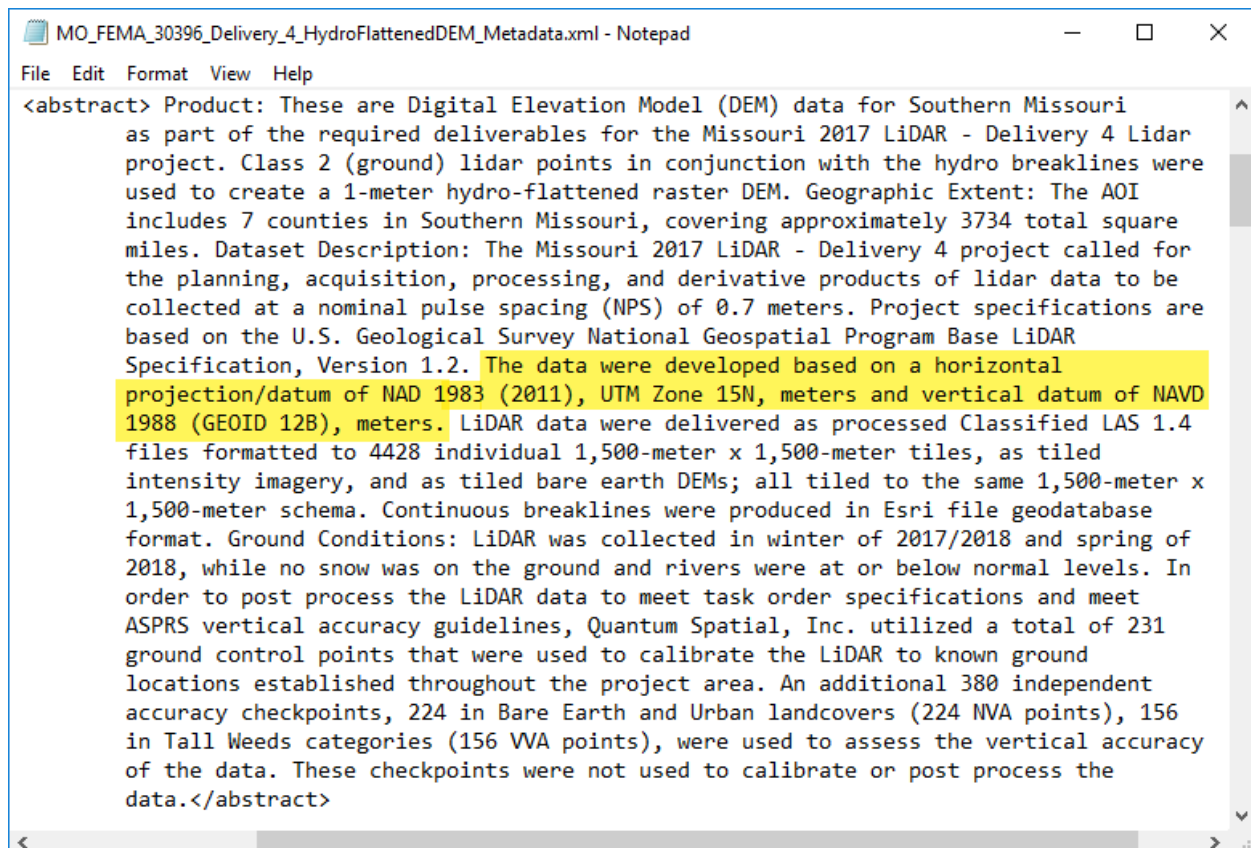 MO_FEMA_30396_Delivery_4_HydroFlattenedDEM_Metadata.xml - Notepad
File Edit Format View Help
<abstract> Product: These are Digital Elevation Model (DEM) data for Southern Missouri
as part of the required deliverables for the Missouri 2017 LiDAR - Delivery 4 Lidar
project. Class 2 (ground) lidar points in conjunction with the hydro breaklines were
used to create a 1-meter hydro-flattened raster DEM. Geographic Extent: The AOI
includes 7 counties in Southern Missouri, covering approximately 3734 total square
miles. Dataset Description: The Missouri 2017 LiDAR - Delivery 4 project called for
the planning, acquisition, processing, and derivative products of lidar data to be
collected at a nominal pulse spacing (NPS) of 0.7 meters. Project specifications are
based on the U.S. Geological Survey National Geospatial Program Base LiDAR
Specification, Version 1.2. The data were developed based on a horizontal
projection/datum of NAD 1983 (2011), UTM Zone 15N, meters and vertical datum of NAVD
1988 (GEOID 12B), meters. LiDAR data were delivered as processed Classified LAS 1.4
files formatted to 4428 individual 1,500-meter x 1,500-meter tiles, as tiled
intensity imagery, and as tiled bare earth DEMs; all tiled to the same 1,500-meter x
1,500-meter schema. Continuous breaklines were produced in Esri file geodatabase
format. Ground Conditions: LiDAR was collected in winter of 2017/2018 and spring of
2018, while no snow was on the ground and rivers were at or below normal levels. In
order to post process the LiDAR data to meet task order specifications and meet
ASPRS vertical accuracy guidelines, Quantum Spatial, Inc. utilized a total of 231
ground control points that were used to calibrate the LiDAR to known ground
locations established throughout the project area. An additional 380 independent
accuracy checkpoints, 224 in Bare Earth and Urban landcovers (224 NVA points), 156
in Tall Weeds categories (156 VVA points), were used to assess the vertical accuracy
of the data. These checkpoints were not used to calibrate or post process the
data.</abstract>